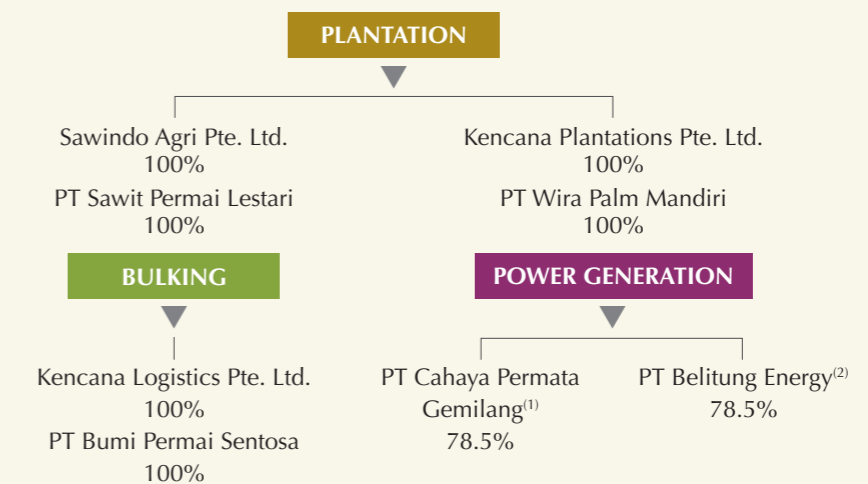 PLANTATION
Sawindo Agri Pte. Ltd.
100%
PT Sawit Permai Lestari
100%
Kencana Plantations Pte. Ltd.
100%
PT Wira Palm Mandiri
100%
BULKING
Kencana Logistics Pte. Ltd.
100%
PT Bumi Permai Sentosa
100%
POWER GENERATION
PT Cahaya Permata
Gemilang(1)
78.5%
PT Belitung Energy(2)
78.5%